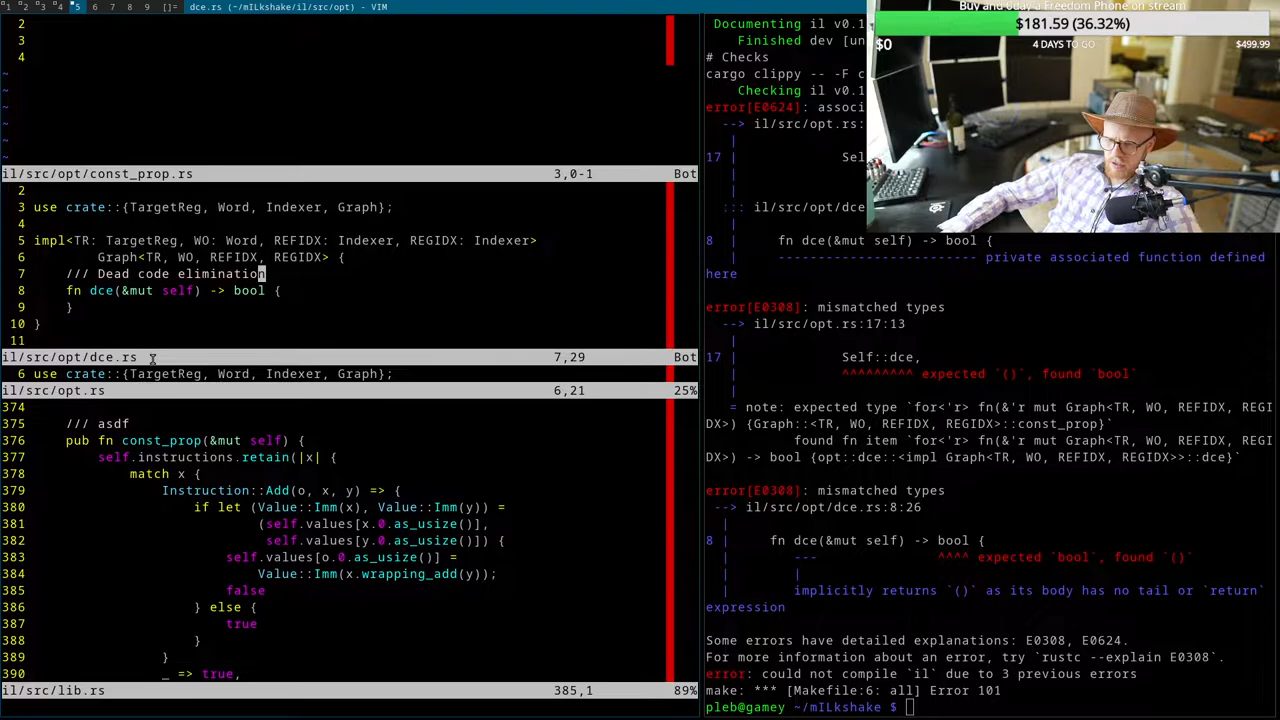 1 2 3 4 5 6 7 8 9 []= dce.rs (~/mILkshake/il/src/opt) - VIM
2
3
4
~
~
~
~
~
~
il/src/opt/const_prop.rs 3,0-1 Bot
2
3 use crate::{TargetReg, Word, Indexer, Graph};
4
5 impl<TR: TargetReg, WO: Word, REFIDX: Indexer, REGIDX: Indexer>
6 Graph<TR, WO, REFIDX, REGIDX> {
7 /// Dead code elimination
8 fn dce(&mut self) -> bool {
9 }
10 }
11
il/src/opt/dce.rs 7,29 Bot
6 use crate::{TargetReg, Word, Indexer, Graph};
il/src/opt.rs 6,21 25%
374
375 /// asdf
376 pub fn const_prop(&mut self) {
377 self.instructions.retain(|x| {
378 match x {
379 Instruction::Add(o, x, y) => {
380 if let (Value::Imm(x), Value::Imm(y)) =
381 (self.values[x.0.as_usize()],
382 self.values[y.0.as_usize()]) {
383 self.values[o.0.as_usize()] =
384 Value::Imm(x.wrapping_add(y));
385 false
386 } else {
387 true
388 }
389 }
390 _ => true,
il/src/lib.rs 385,1 89%
Documenting il v0.1
Finished dev [un
# Checks
cargo clippy -- -F c
Checking il v0.1
error[E0624]: associ
--> il/src/opt.rs:
|
17 | Sel
|
|
::: il/src/opt/dce
|
8 | fn dce(&mut self) -> bool {
| ------------------------- private associated function defined
here
error[E0308]: mismatched types
--> il/src/opt.rs:17:13
|
17 | Self::dce,
| ^^^^^^^^^ expected `()`, found `bool`
|
= note: expected type `for<'r> fn(&'r mut Graph<TR, WO, REFIDX, REGI
DX>) {Graph::<TR, WO, REFIDX, REGIDX>::const_prop}`
found fn item `for<'r> fn(&'r mut Graph<TR, WO, REFIDX, REGI
DX>) -> bool {opt::dce::<impl Graph<TR, WO, REFIDX, REGIDX>>::dce}`
error[E0308]: mismatched types
--> il/src/opt/dce.rs:8:26
|
8 | fn dce(&mut self) -> bool {
| --- ^^^^ expected `bool`, found `()`
| |
| implicitly returns `()` as its body has no tail or `return`
expression
Some errors have detailed explanations: E0308, E0624.
For more information about an error, try `rustc --explain E0308`.
error: could not compile `il` due to 3 previous errors
make: *** [Makefile:6: all] Error 101
pleb@gamey ~/mILkshake $
Buy and 0day a Freedom Phone on stream
$181.59 (36.32%)
$0 4 DAYS TO GO $499.99